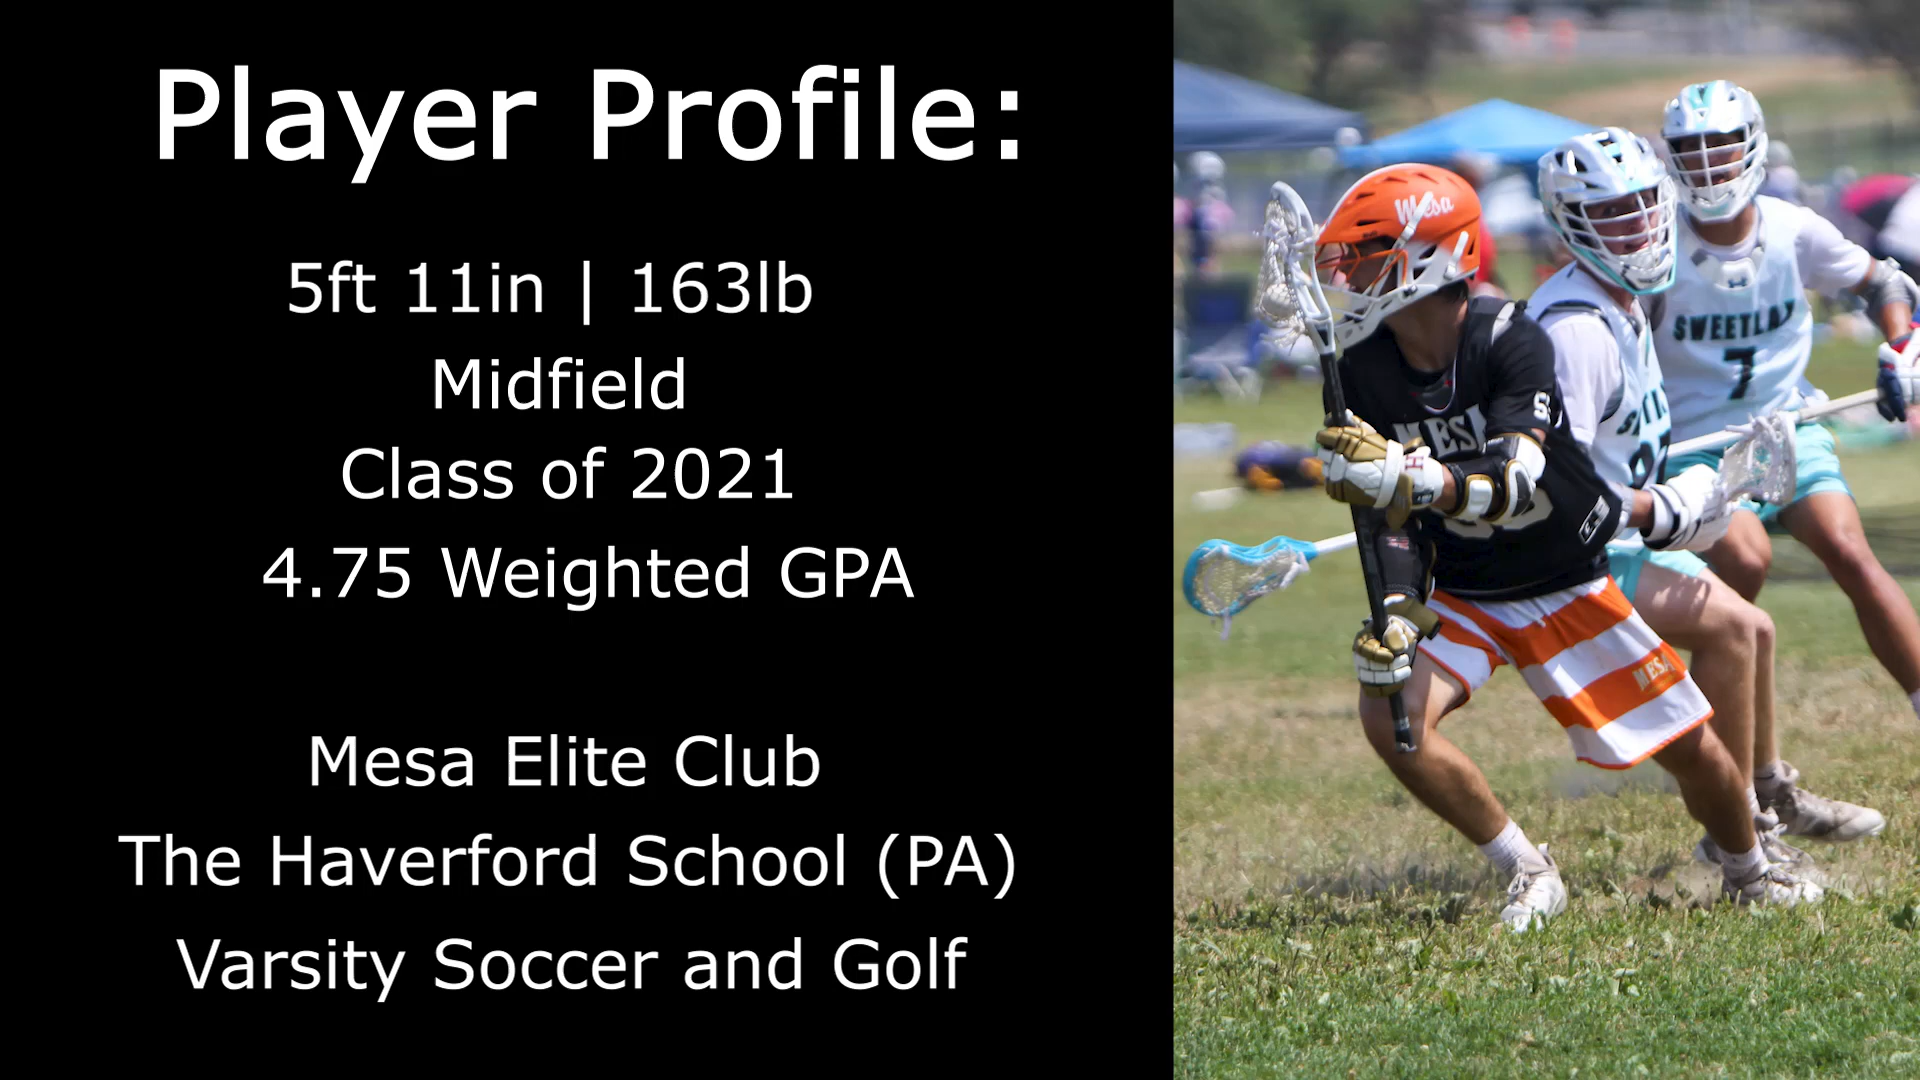 Player Profile:
5ft 11in | 163lb
Midfield
Class of 2021
4.75 Weighted GPA
Mesa Elite Club
The Haverford School (PA)
Varsity Soccer and Golf
Mesa
MESA
SWEETLAX
7
MESA